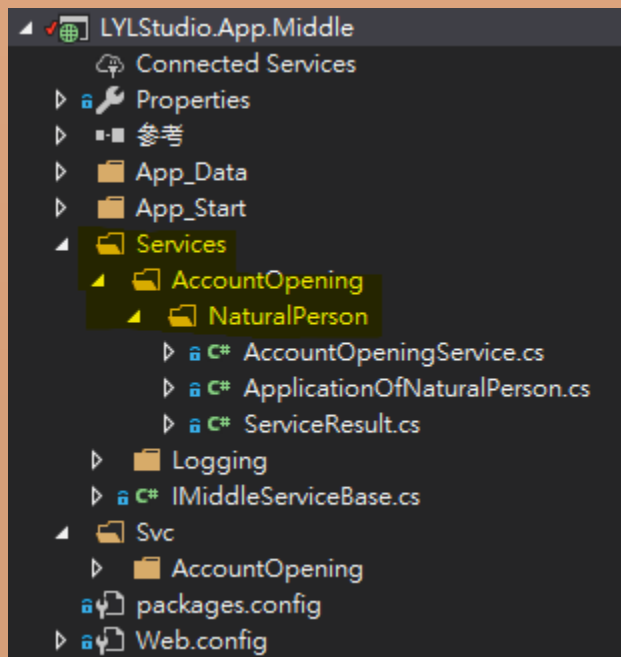 LYLStudio.App.Middle
Connected Services
Properties
參考
App_Data
App_Start
Services
AccountOpening
NaturalPerson
C# AccountOpeningService.cs
C# ApplicationOfNaturalPerson.cs
C# ServiceResult.cs
Logging
C# IMiddleServiceBase.cs
Svc
AccountOpening
packages.config
Web.config